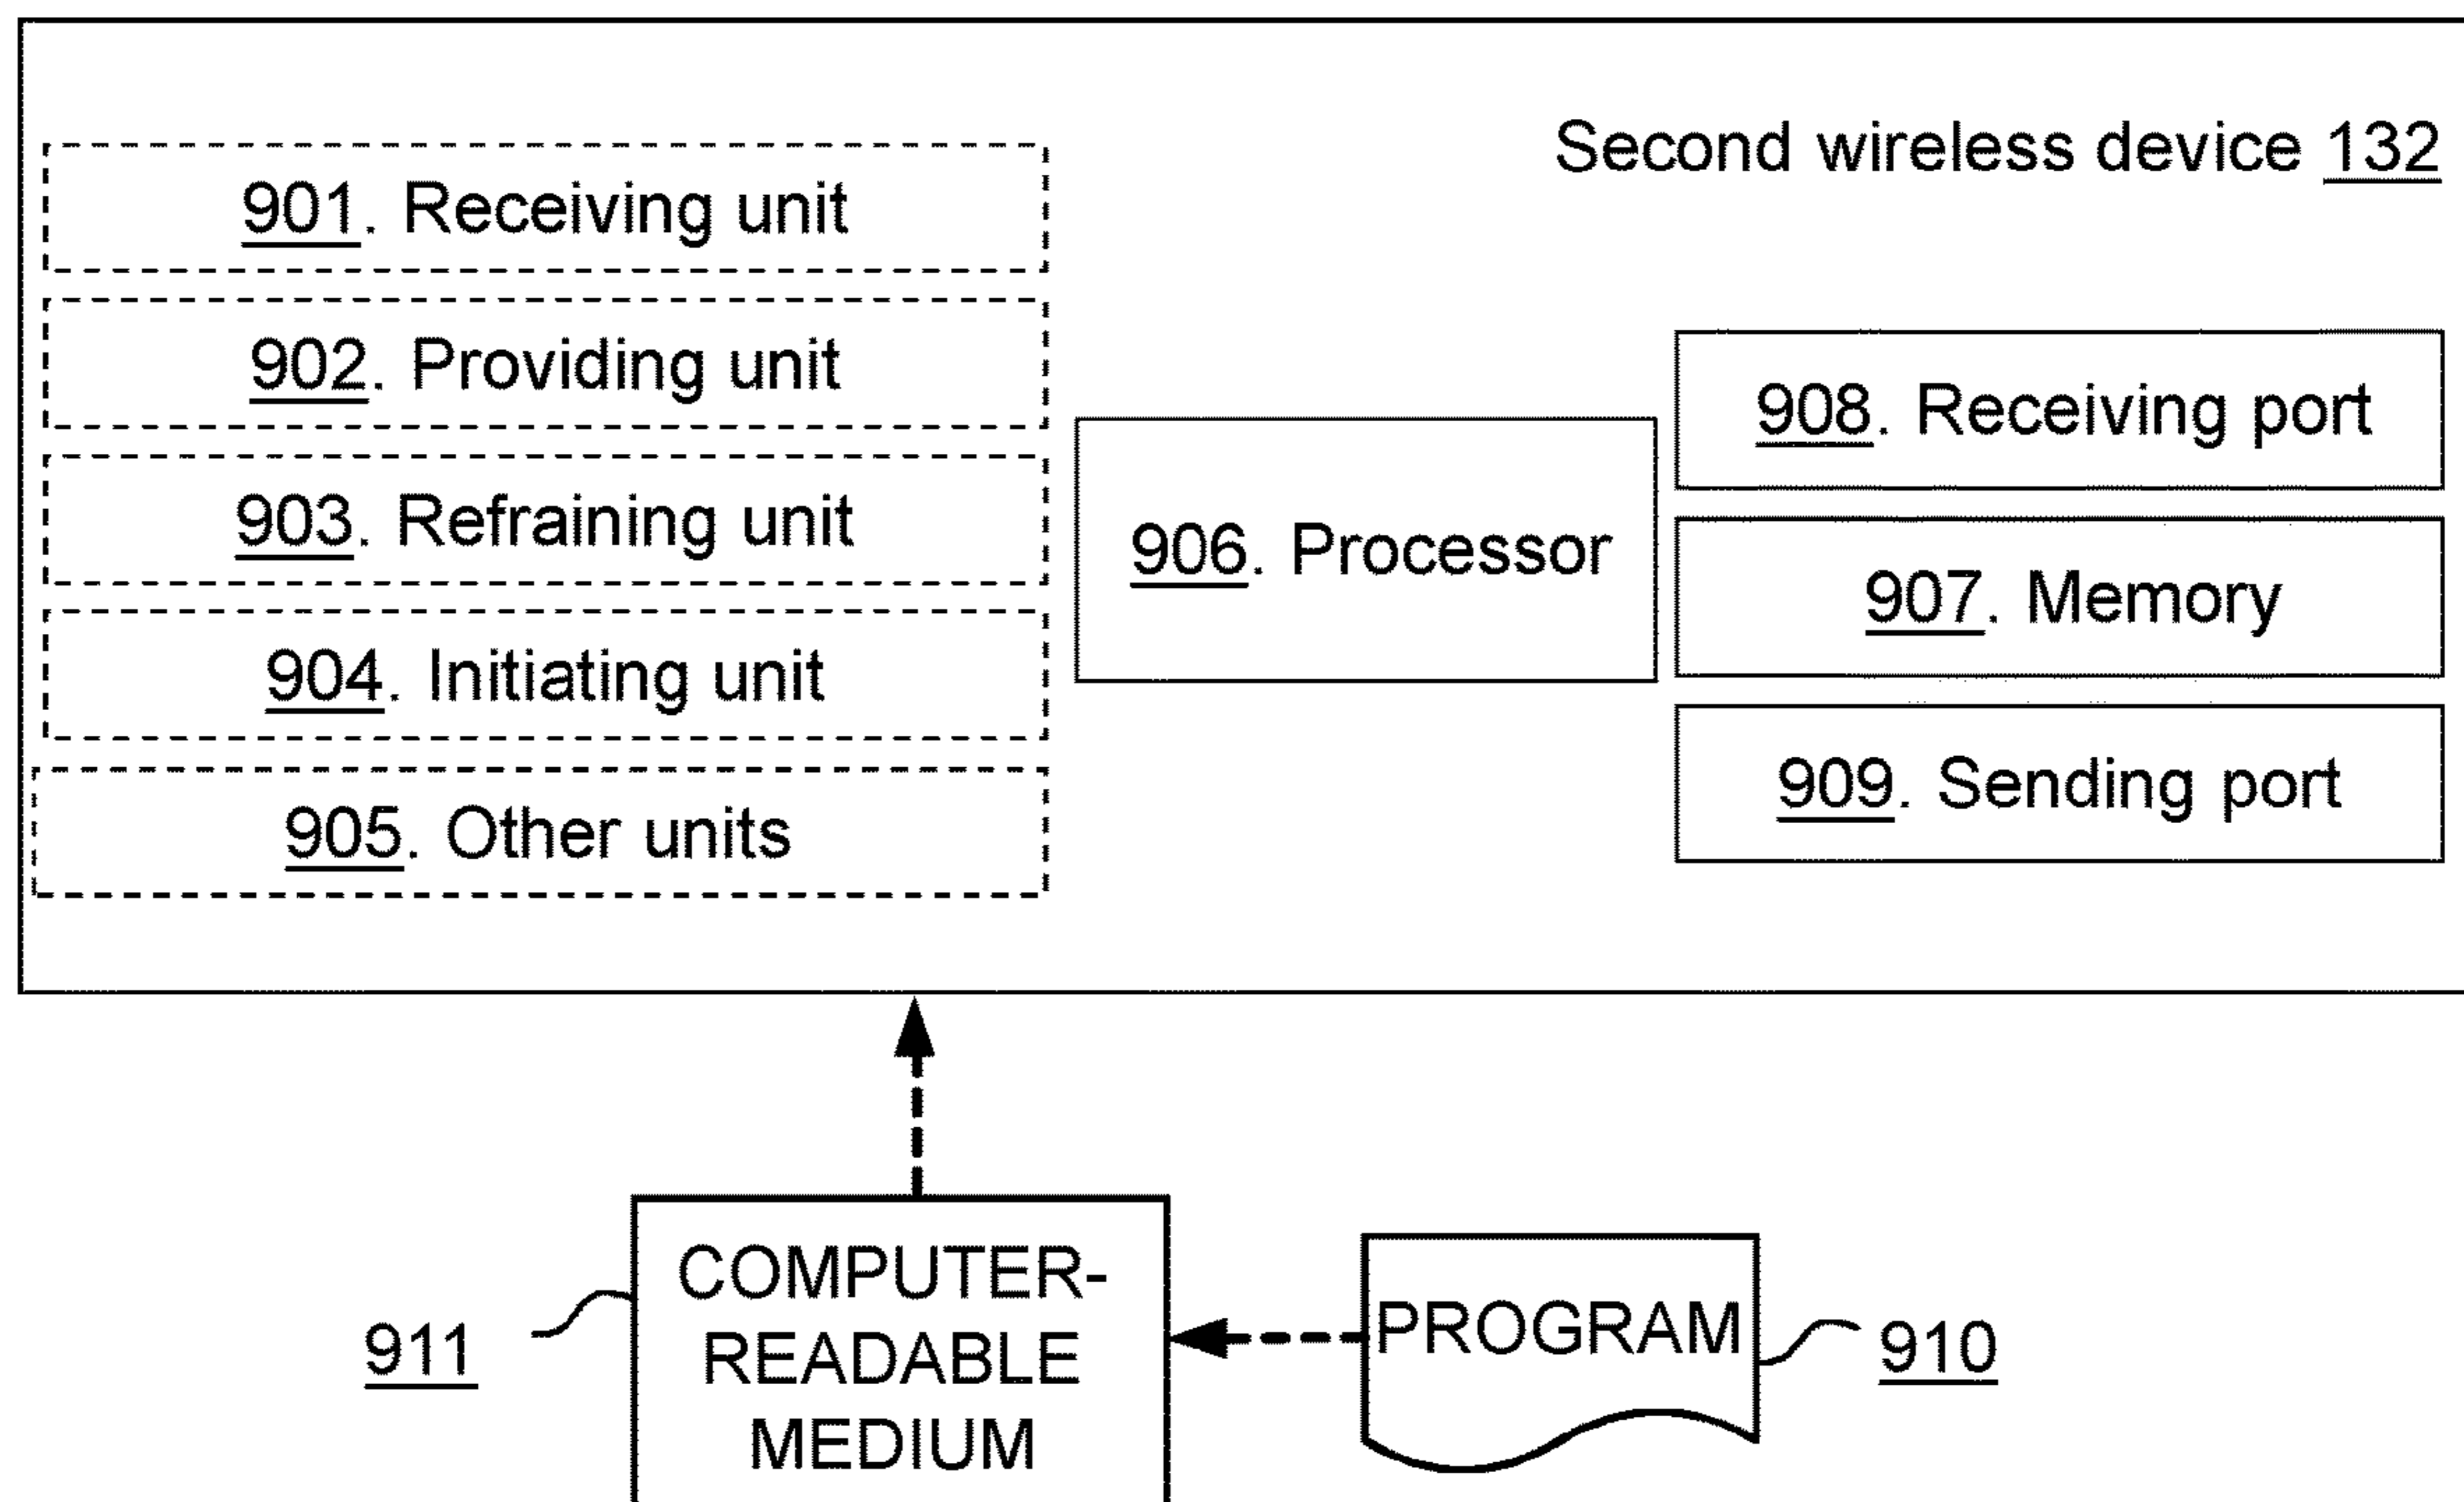 Second wireless device 132
901. Receiving unit
902. Providing unit
903. Refraining unit
904. Initiating unit
905. Other units
906. Processor
908. Receiving port
907. Memory
909. Sending port
COMPUTER-
READABLE
MEDIUM
911
PROGRAM
910